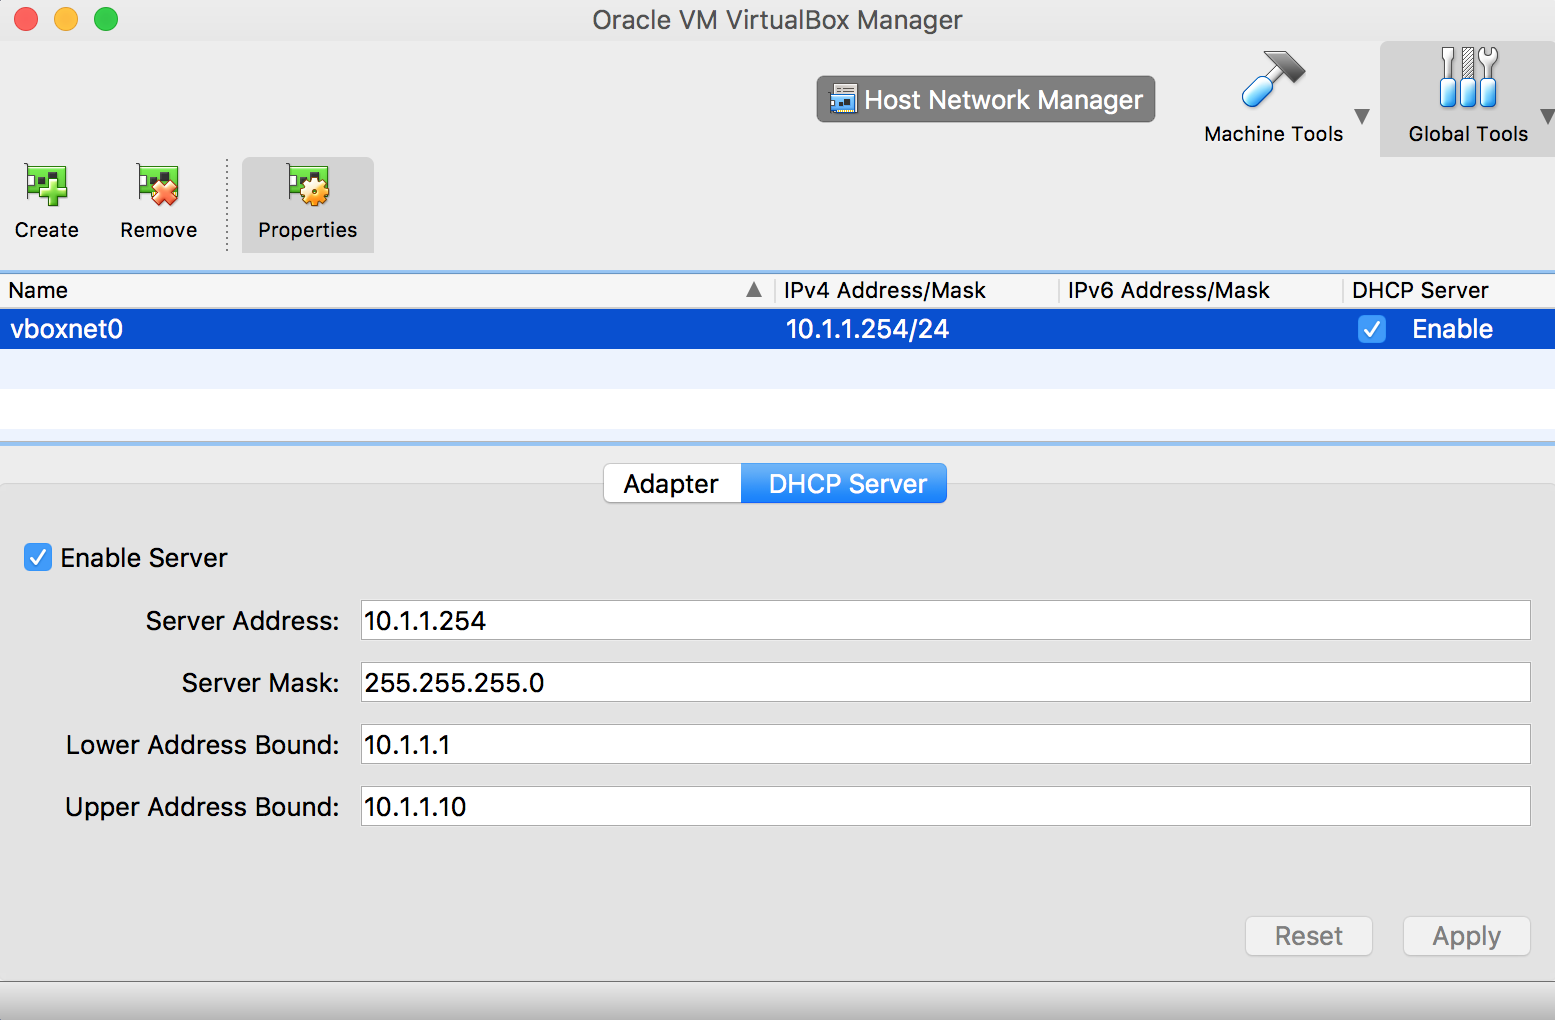 Oracle VM VirtualBox Manager
Host Network Manager
Machine Tools
Global Tools
Create
Remove
Properties
Name IPv4 Address/Mask IPv6 Address/Mask DHCP Server
vboxnet0 10.1.1.254/24 Enable
Adapter DHCP Server
Enable Server
Server Address: 10.1.1.254
Server Mask: 255.255.255.0
Lower Address Bound: 10.1.1.1
Upper Address Bound: 10.1.1.10
Reset Apply